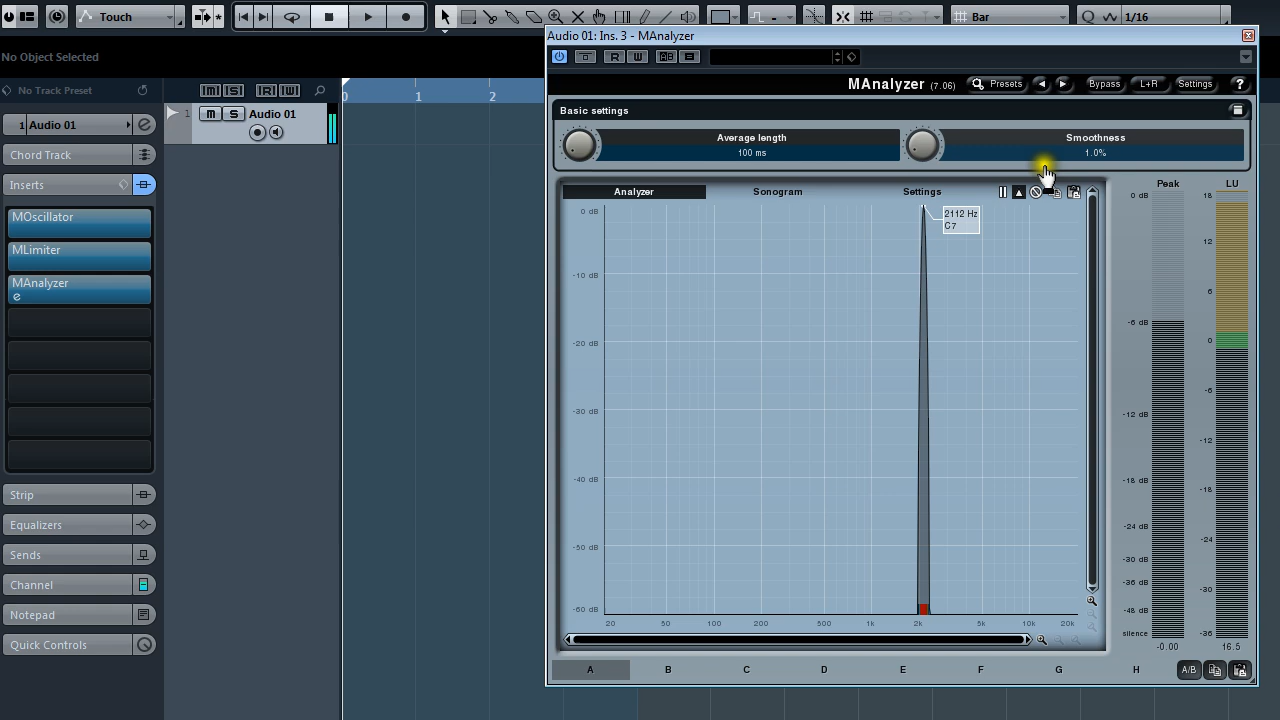 Touch
Bar
Q
1/16
Audio 01: Ins. 3 - MAnalyzer
No Object Selected
R W
MAnalyzer (7.06)
Presets
Bypass
L+R
Settings
?
No Track Preset
M S R W
0 1 2
1 m S Audio 01
1 Audio 01
Basic settings
Average length
100 ms
Smoothness
1.0%
Chord Track
Inserts
MOscillator
MLimiter
MAnalyzer
Strip
Equalizers
Sends
Channel
Notepad
Quick Controls
Analyzer
Sonogram
Settings
2112 Hz
C7
0 dB
-10 dB
-20 dB
-30 dB
-40 dB
-50 dB
-60 dB
20 50 100 200 500 1k 2k 5k 10k 20k
Peak
0 dB
-6 dB
-12 dB
-18 dB
-24 dB
-30 dB
-36 dB
-48 dB
silence
-0.00
LU
18
12
6
0
-6
-12
-18
-24
-30
-36
16.5
A B C D E F G H
A/B